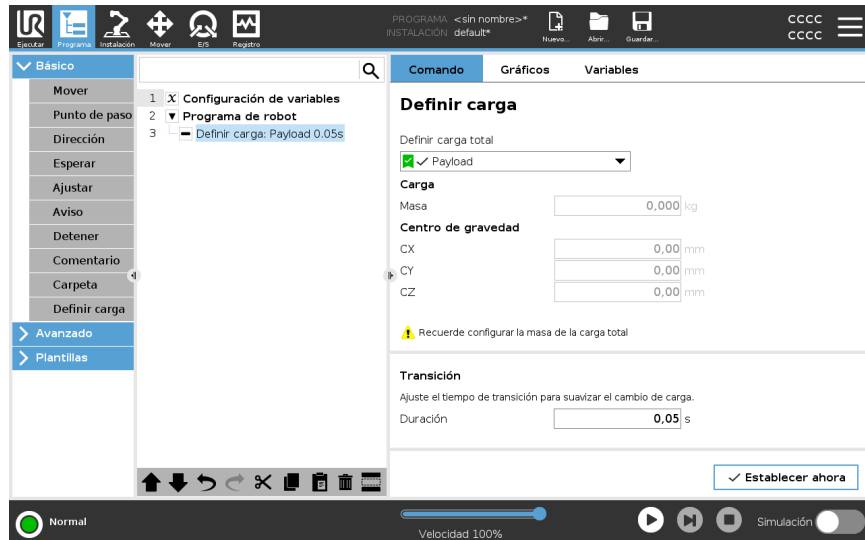 PROGRAMA <sin nombre>*
INSTALACIÓN default*
Ejecutar Programa Instalación Mover E/S Registro Nuevo... Abrir... Guardar...
CCCC
CCCC
Básico
Mover
Punto de paso
Dirección
Esperar
Ajustar
Aviso
Detener
Comentario
Carpeta
Definir carga
Avanzado
Plantillas
1 X Configuración de variables
2 Programa de robot
3 Definir carga: Payload 0.05s
Comando Gráficos Variables
Definir carga
Definir carga total
Payload
Carga
Masa 0,000 kg
Centro de gravedad
CX 0,00 mm
CY 0,00 mm
CZ 0,00 mm
Recuerde configurar la masa de la carga total
Transición
Ajuste el tiempo de transición para suavizar el cambio de carga.
Duración 0,05 s
Establecer ahora
Normal
Velocidad 100%
Simulación